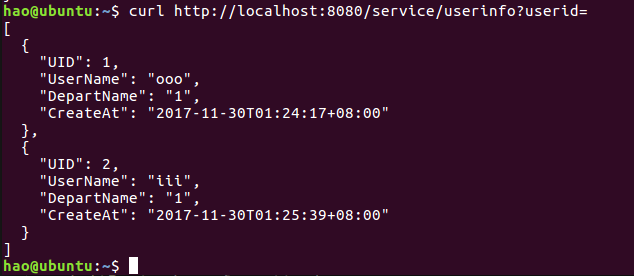 hao@ubuntu:~$ curl http://localhost:8080/service/userinfo?userid=
[
  {
    "UID": 1,
    "UserName": "ooo",
    "DepartName": "1",
    "CreateAt": "2017-11-30T01:24:17+08:00"
  },
  {
    "UID": 2,
    "UserName": "iii",
    "DepartName": "1",
    "CreateAt": "2017-11-30T01:25:39+08:00"
  }
]
hao@ubuntu:~$